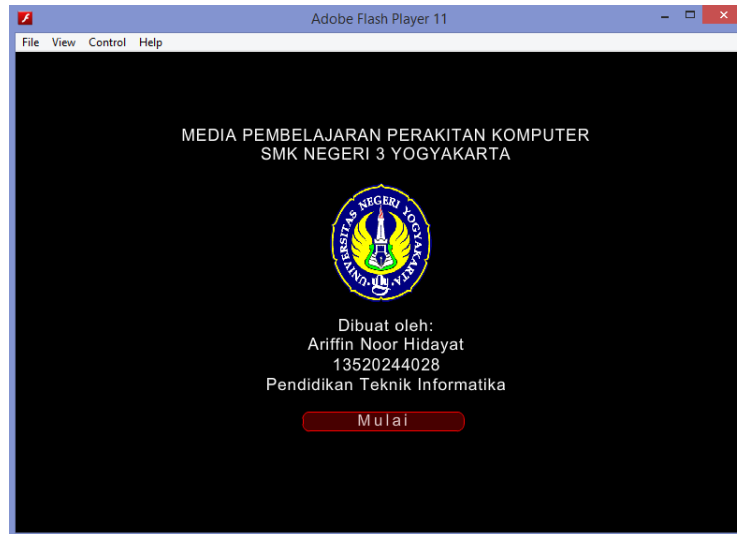 Adobe Flash Player 11
File View Control Help
MEDIA PEMBELAJARAN PERAKITAN KOMPUTER
SMK NEGERI 3 YOGYAKARTA
UNIVERSITAS NEGERI YOGYAKARTA
Dibuat oleh:
Ariffin Noor Hidayat
13520244028
Pendidikan Teknik Informatika
Mulai